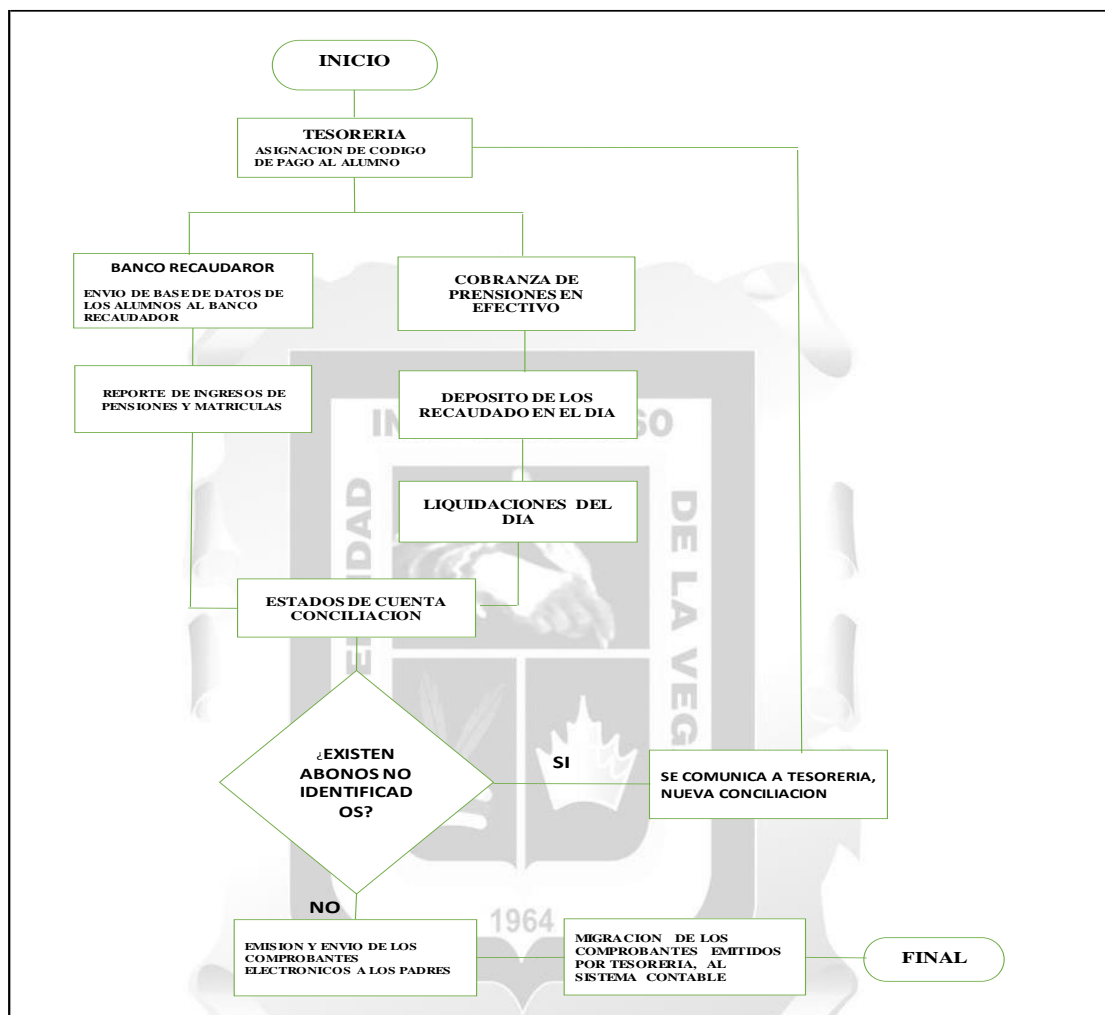 INICIO
TESORERIA
ASIGNACION DE CODIGO
DE PAGO AL ALUMNO
BANCO RECAUDAROR
ENVIO DE BASE DE DATOS DE
LOS ALUMNOS AL BANCO
RECAUDADOR
COBRANZA DE
PRENSIONES EN
EFECTIVO
REPORTE DE INGRESOS DE
PENSIONES Y MATRICULAS
DEPOSITO DE LOS
RECAUDADO EN EL DIA
LIQUIDACIONES DEL
DIA
ESTADOS DE CUENTA
CONCILIACION
¿EXISTEN
ABONOS NO
IDENTIFICAD
OS?
SI
SE COMUNICA A TESORERIA,
NUEVA CONCILIACION
NO
EMISION Y ENVIO DE LOS
COMPROBANTES
ELECTRONICOS A LOS PADRES
MIGRACION DE LOS
COMPROBANTES EMITIDOS
POR TESORERIA, AL
SISTEMA CONTABLE
FINAL
DE LA VEG
1964